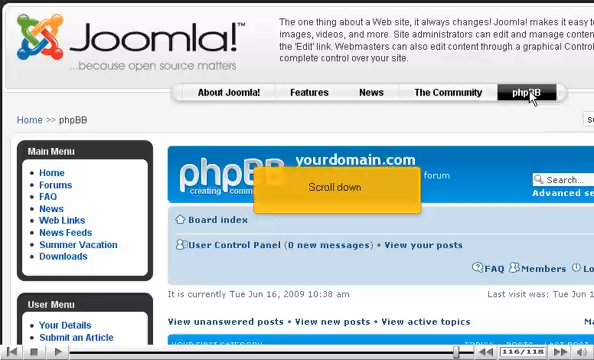 The one thing about a Web site, it always changes! Joomla! makes it easy t
images, videos, and more. Site administrators can edit and manage conten
the 'Edit' link. Webmasters can also edit content through a graphical Contro
complete control over your site.
Joomla!™
...because open source matters
About Joomla! Features News The Community phpBB
Home >> phpBB
s
Main Menu
Home
Forums
FAQ
News
Web Links
News Feeds
Summer Vacation
Downloads
User Menu
Your Details
Submit an Article
phpBB
creating comm
yourdomain.com
forum
Scroll down
Search...
Advanced se
Board index
User Control Panel (0 new messages) • View your posts
FAQ Members Lo
It is currently Tue Jun 16, 2009 10:38 am
Last visit was: Tue Jun 1
View unanswered posts • View new posts • View active topics
Ma
116/118